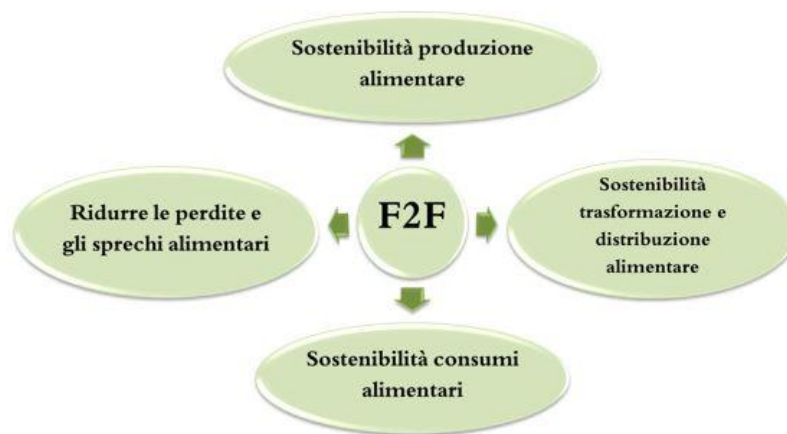 Sostenibilità produzione
alimentare
Ridurre le perdite e
gli sprechi alimentari
F2F
Sostenibilità
trasformazione e
distribuzione
alimentare
Sostenibilità consumi
alimentari